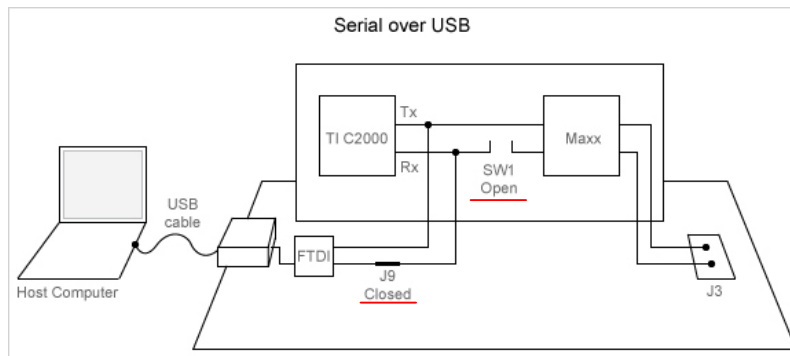 Serial over USB
Tx
TI C2000
Maxx
Rx
SW1
Open
USB
cable
FTDI
J9
Closed
Host Computer
J3